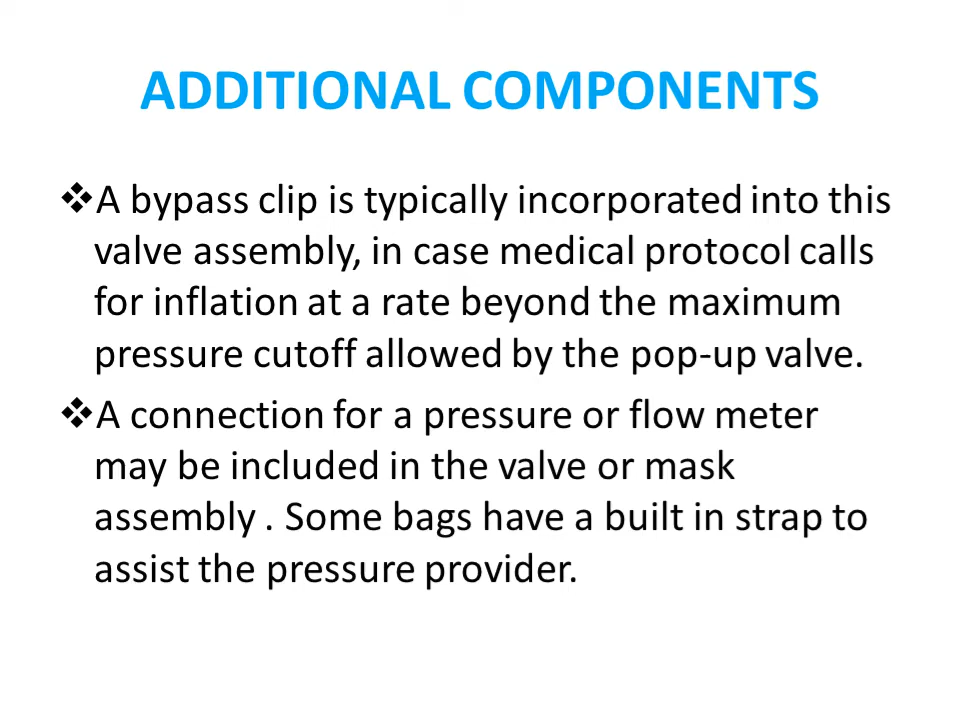 ADDITIONAL COMPONENTS
❖A bypass clip is typically incorporated into this
valve assembly, in case medical protocol calls
for inflation at a rate beyond the maximum
pressure cutoff allowed by the pop-up valve.
❖A connection for a pressure or flow meter
may be included in the valve or mask
assembly . Some bags have a built in strap to
assist the pressure provider.